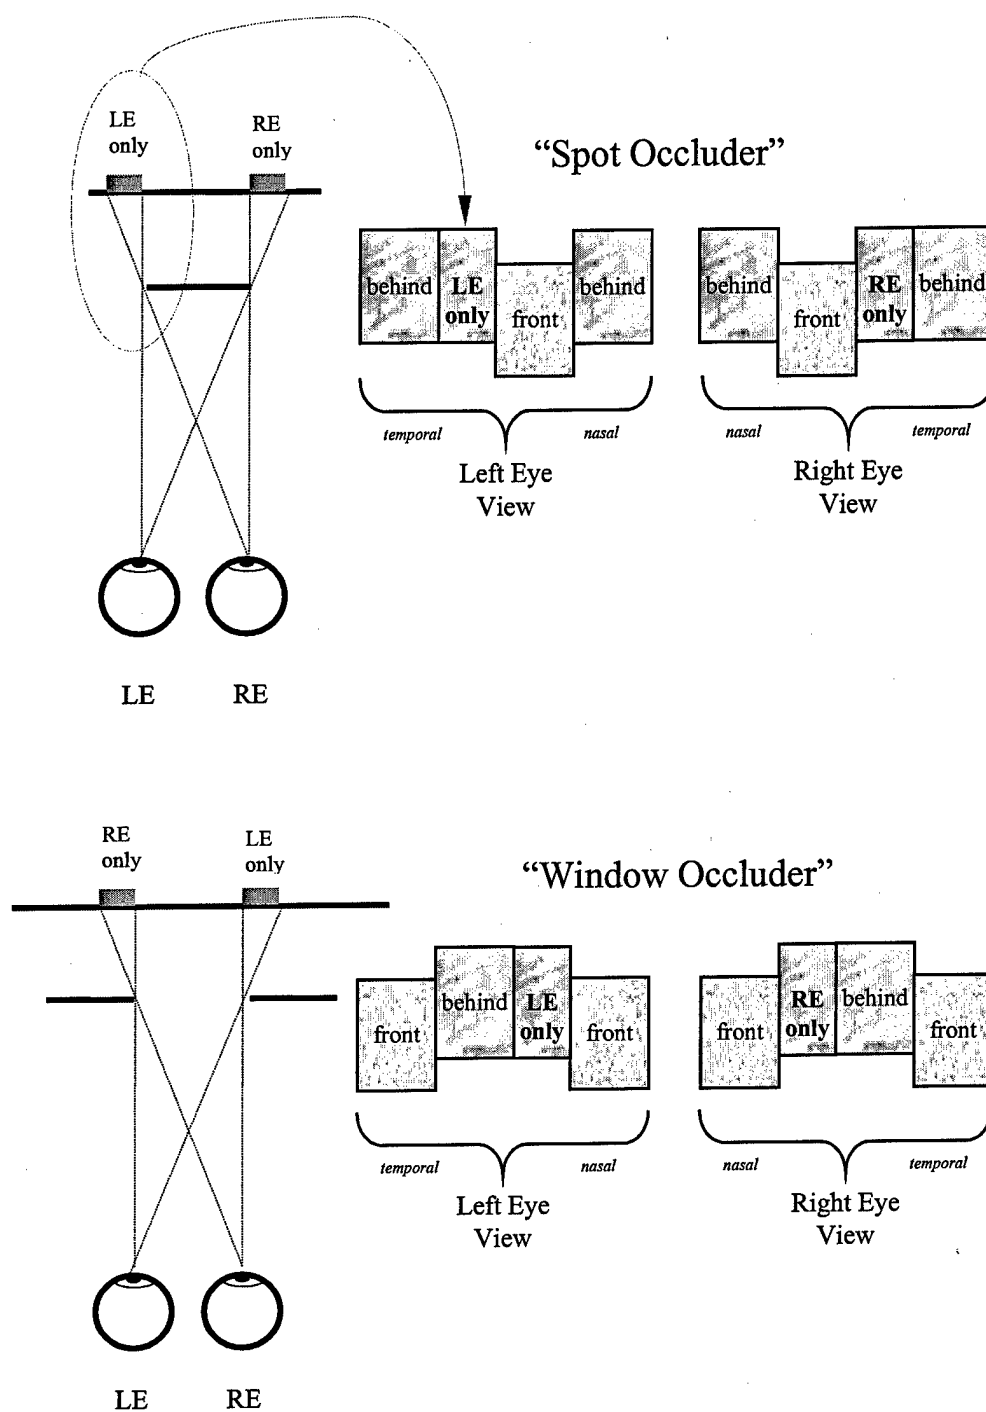 LE
only
RE
only
“Spot Occluder”
behind
LE
only
front
behind
behind
front
RE
only
behind
temporal
nasal
Left Eye
View
nasal
temporal
Right Eye
View
LE
RE
RE
only
LE
only
“Window Occluder”
front
behind
LE
only
front
front
RE
only
behind
front
temporal
nasal
Left Eye
View
nasal
temporal
Right Eye
View
LE
RE